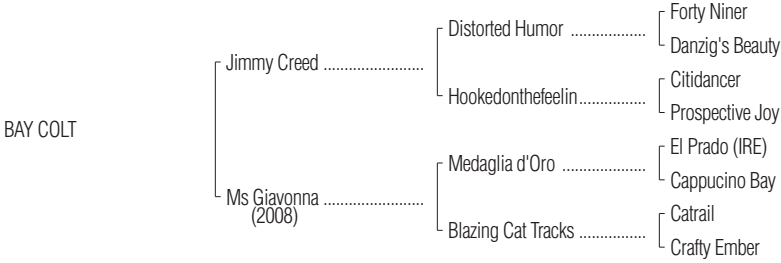 Forty Niner
Distorted Humor ..................
Danzig's Beauty
Jimmy Creed .......................
Citidancer
Hookedonthefeelin................
Prospective Joy
BAY COLT
El Prado (IRE)
Medaglia d'Oro ...................
Cappucino Bay
Ms Giavonna .......................
(2008)
Catrail
Blazing Cat Tracks ................
Crafty Ember